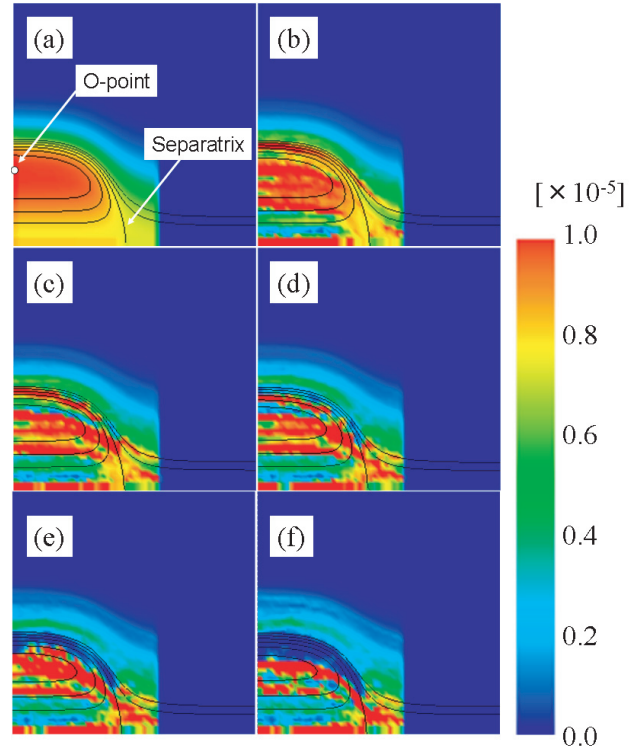 (a)
(b)
O-point
Separatrix
[ × 10⁻⁵]
(c)
(d)
(e)
(f)
1.0
0.8
0.6
0.4
0.2
0.0